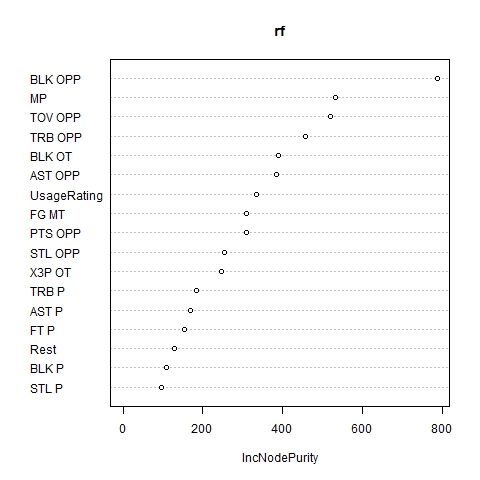 rf
BLK OPP
MP
TOV OPP
TRB OPP
BLK OT
AST OPP
UsageRating
FG MT
PTS OPP
STL OPP
X3P OT
TRB P
AST P
FT P
Rest
BLK P
STL P
0 200 400 600 800
IncNodePurity